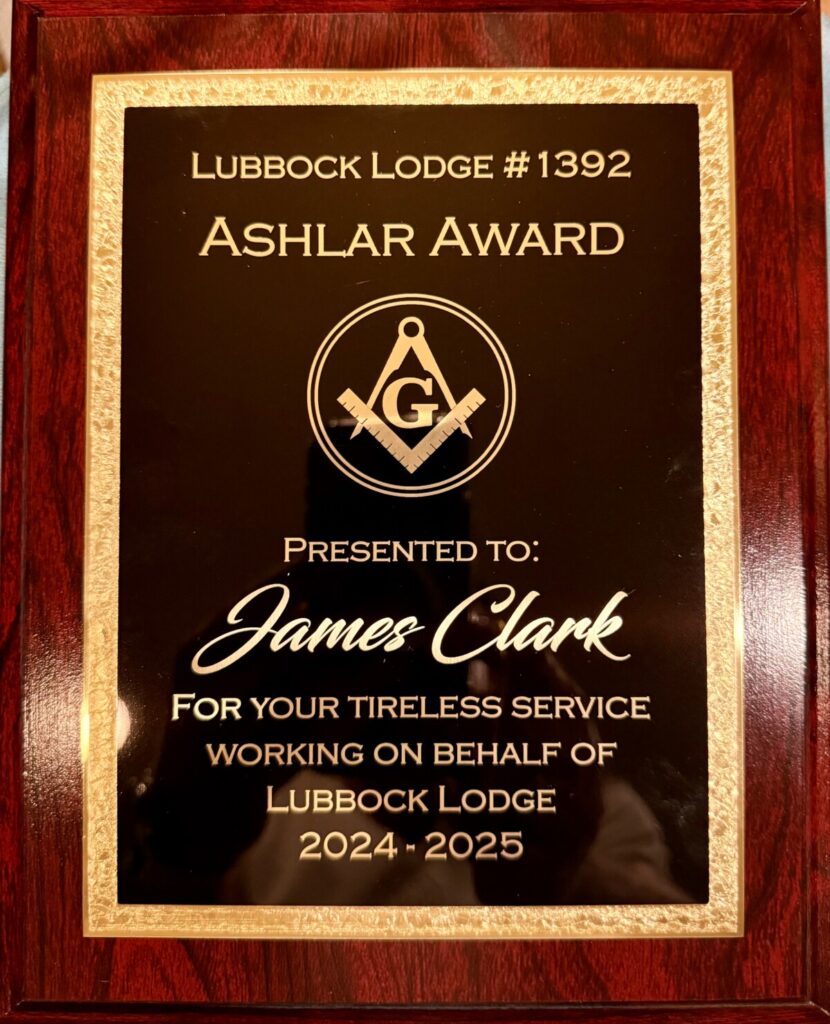 Lubbock Lodge #1392
Ashlar Award
G
Presented to:
James Clark
For your tireless service
working on behalf of
Lubbock Lodge
2024 - 2025